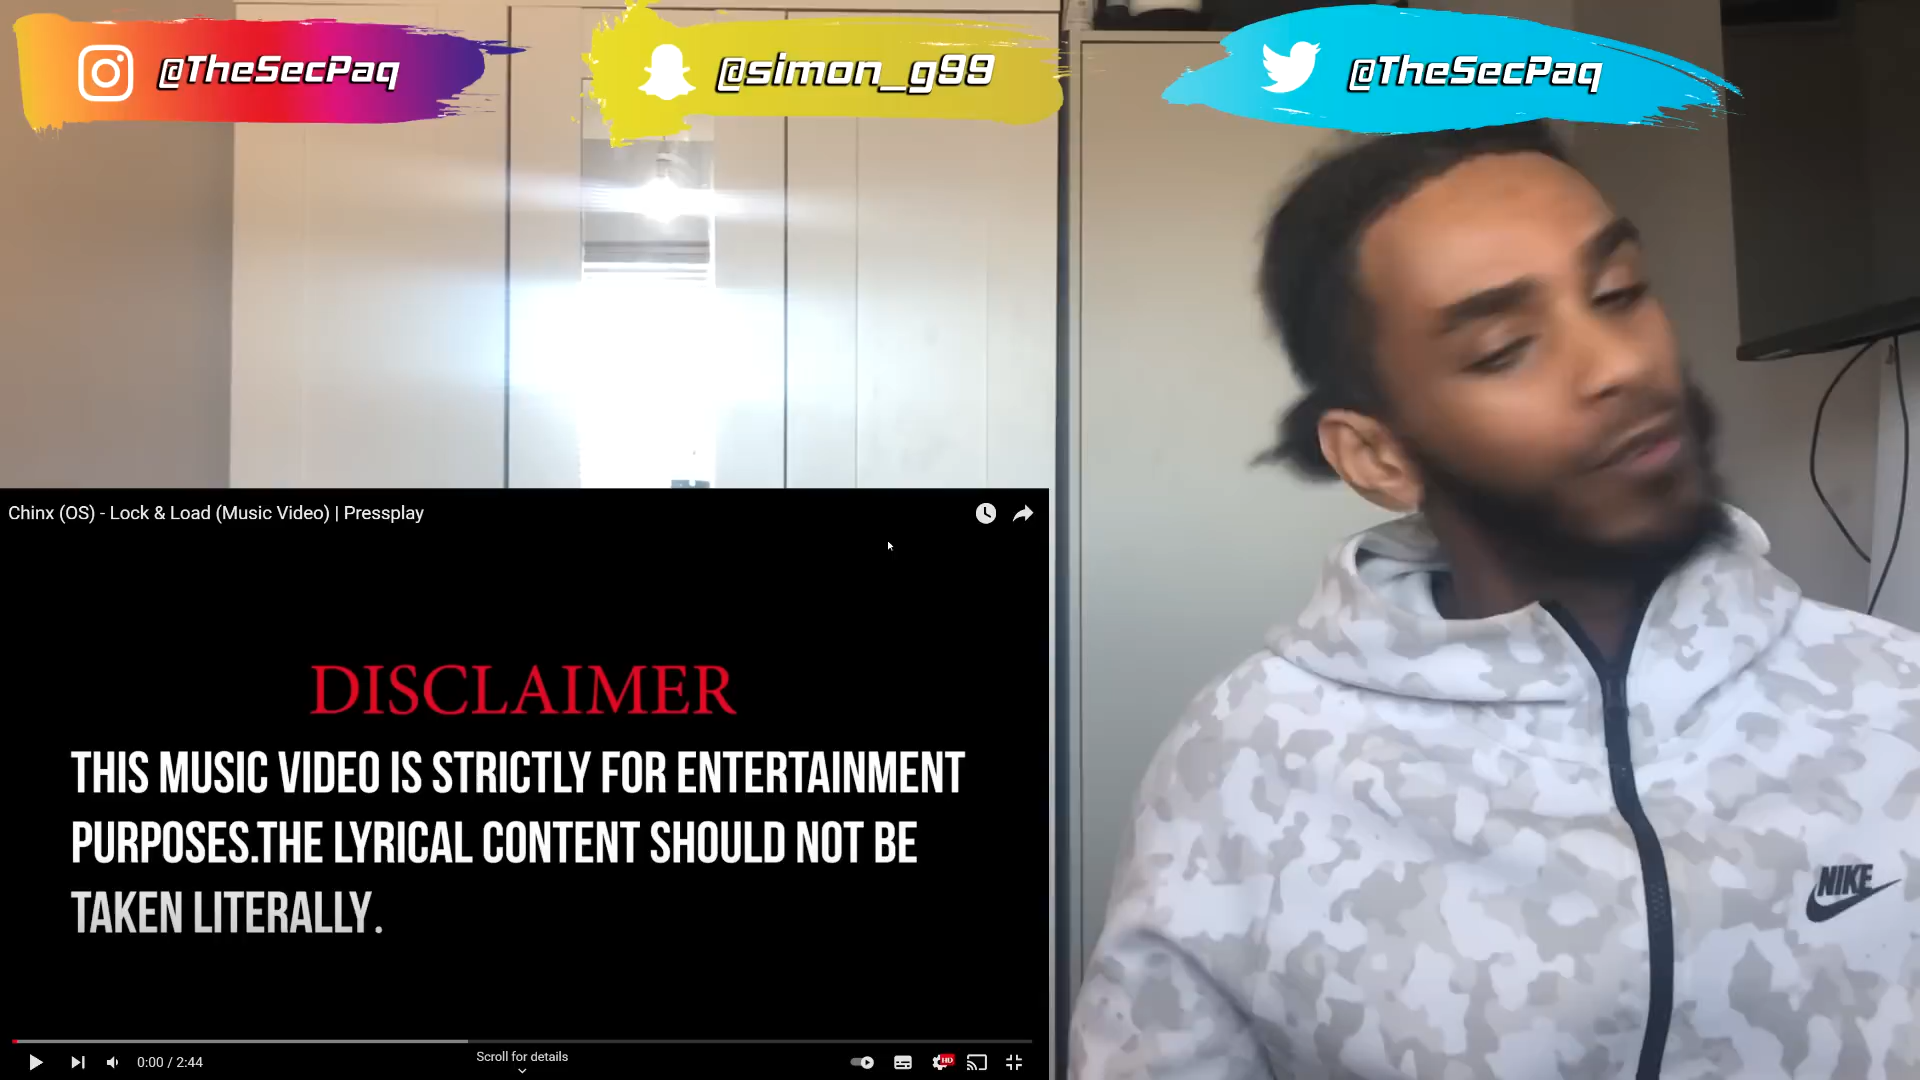 @TheSecPaq
@simon_g99
@TheSecPaq
Chinx (OS) - Lock & Load (Music Video) | Pressplay
DISCLAIMER
THIS MUSIC VIDEO IS STRICTLY FOR ENTERTAINMENT
PURPOSES.THE LYRICAL CONTENT SHOULD NOT BE
TAKEN LITERALLY.
NIKE
0:00 / 2:44
Scroll for details
HD